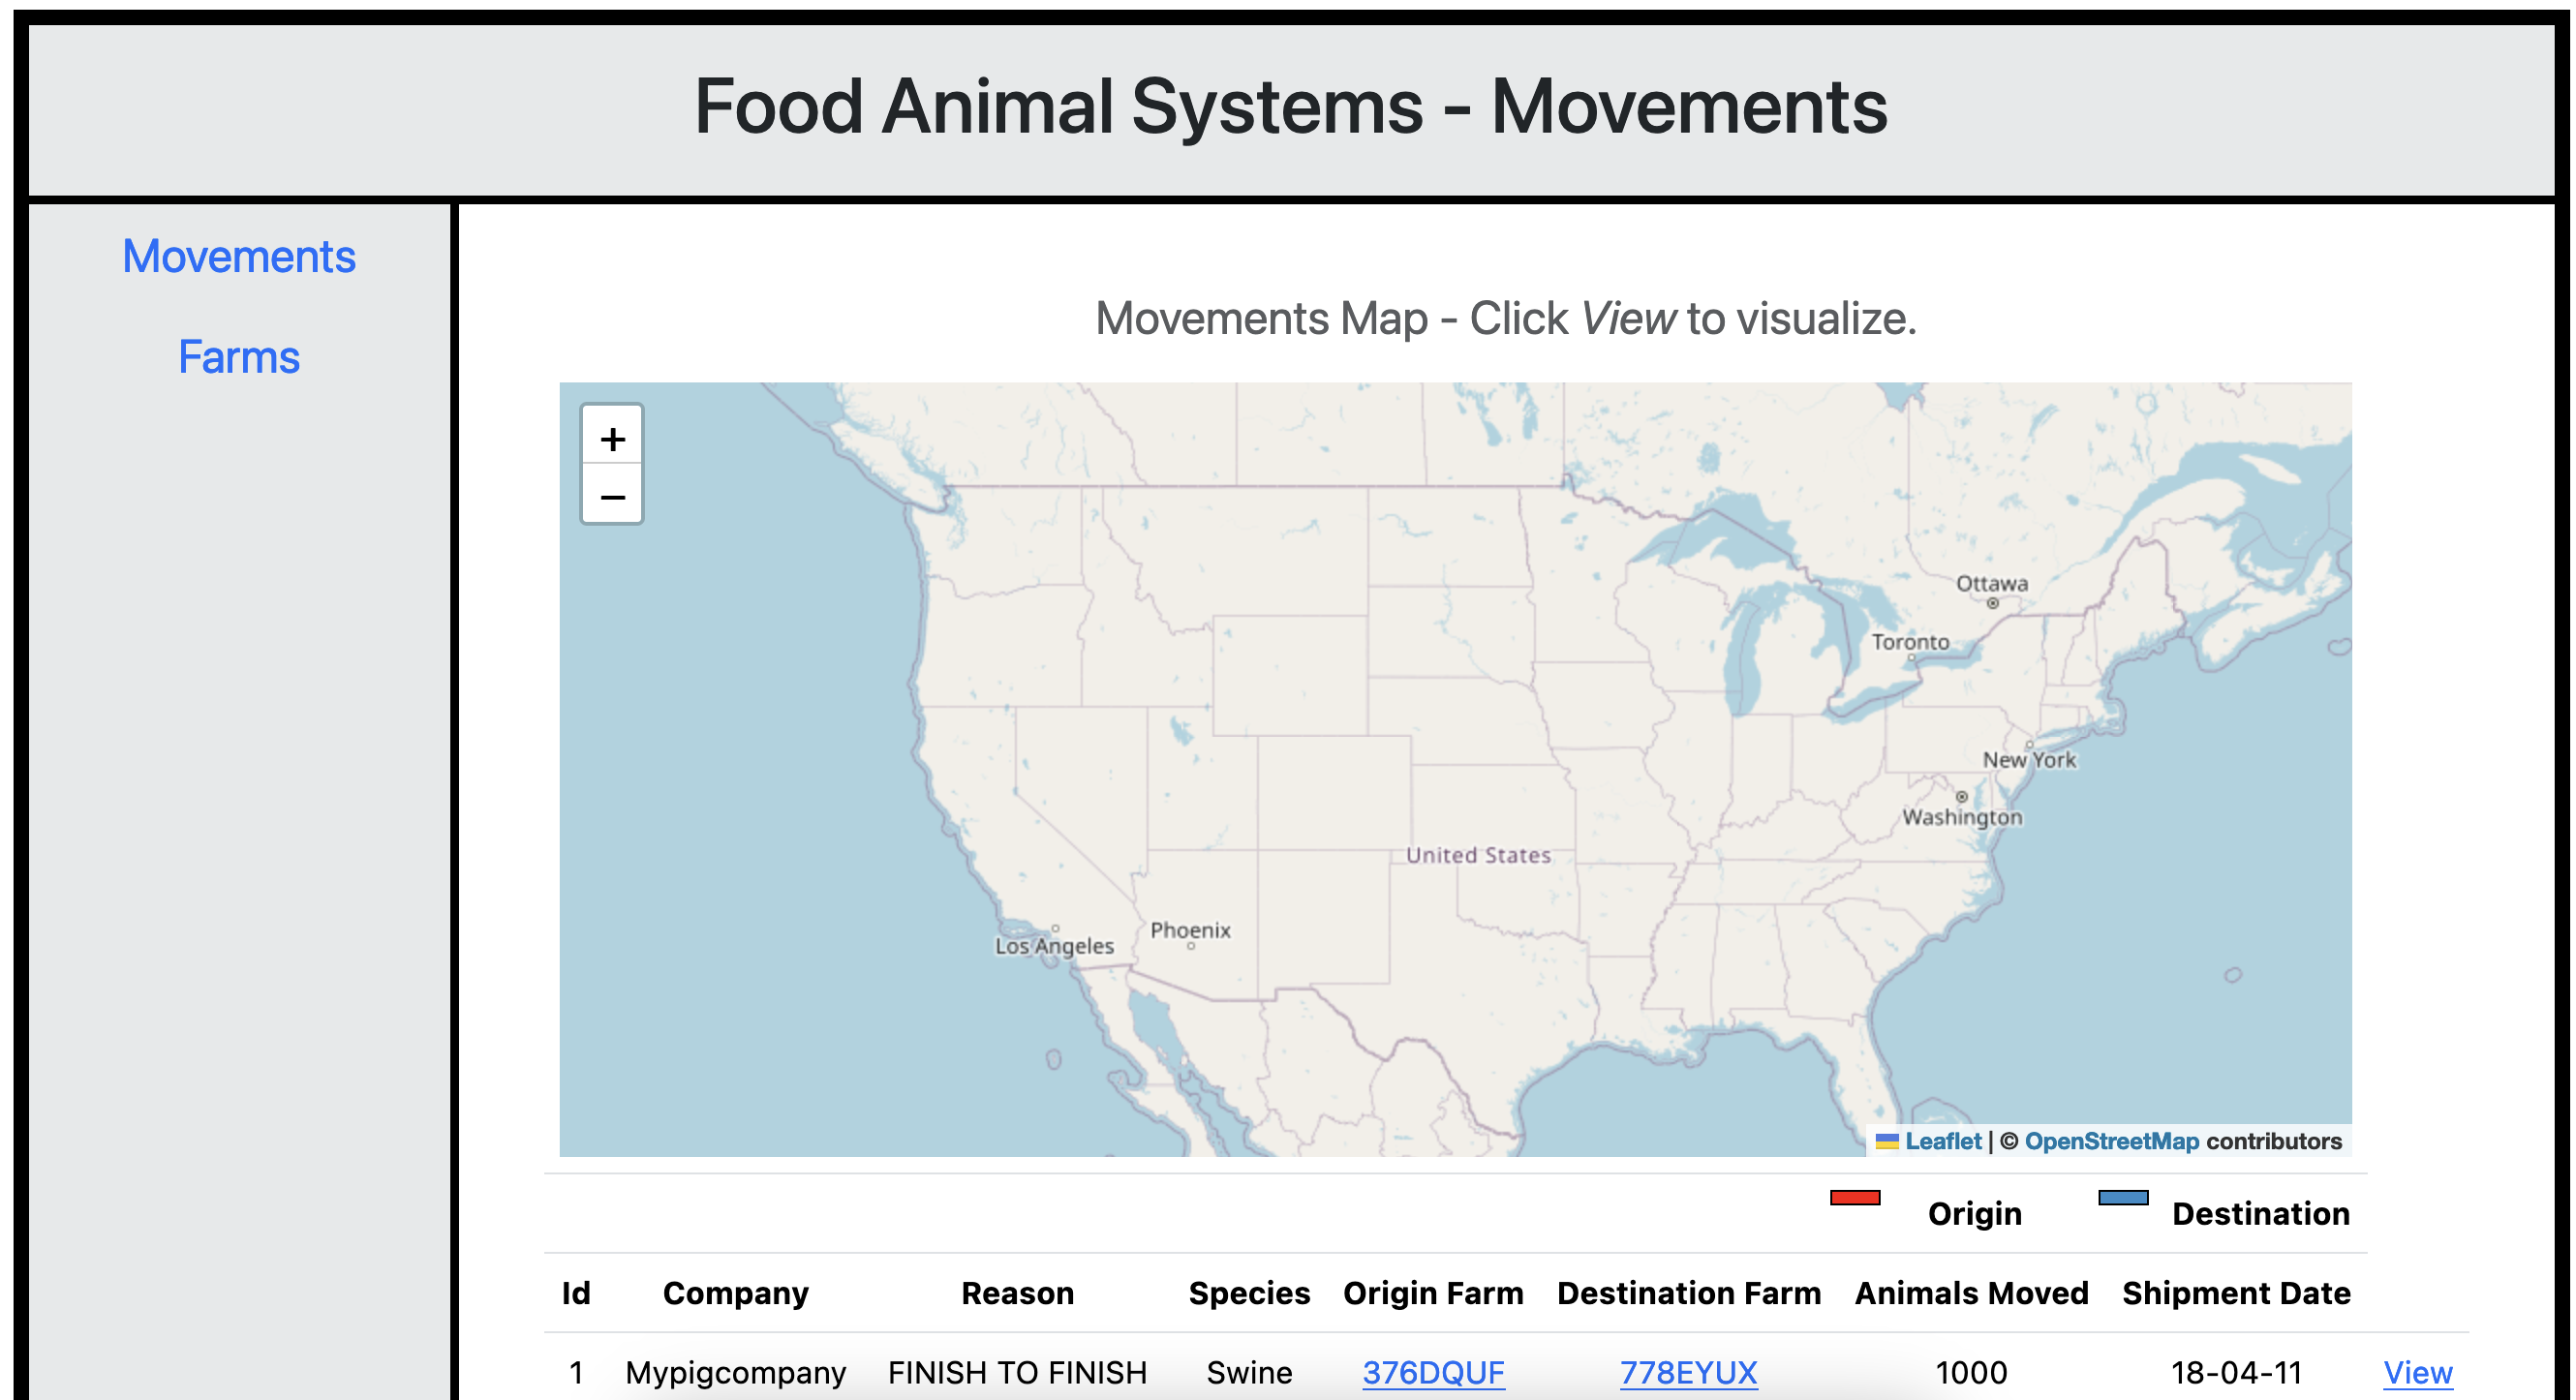 Food Animal Systems - Movements
Movements
Farms
Movements Map - Click View to visualize.
+
−
Ottawa
Toronto
New York
Washington
United States
Los Angeles
Phoenix
Leaflet | © OpenStreetMap contributors
Origin Destination
Id Company Reason Species Origin Farm Destination Farm Animals Moved Shipment Date
1 Mypigcompany FINISH TO FINISH Swine 376DQUF 778EYUX 1000 18-04-11 View